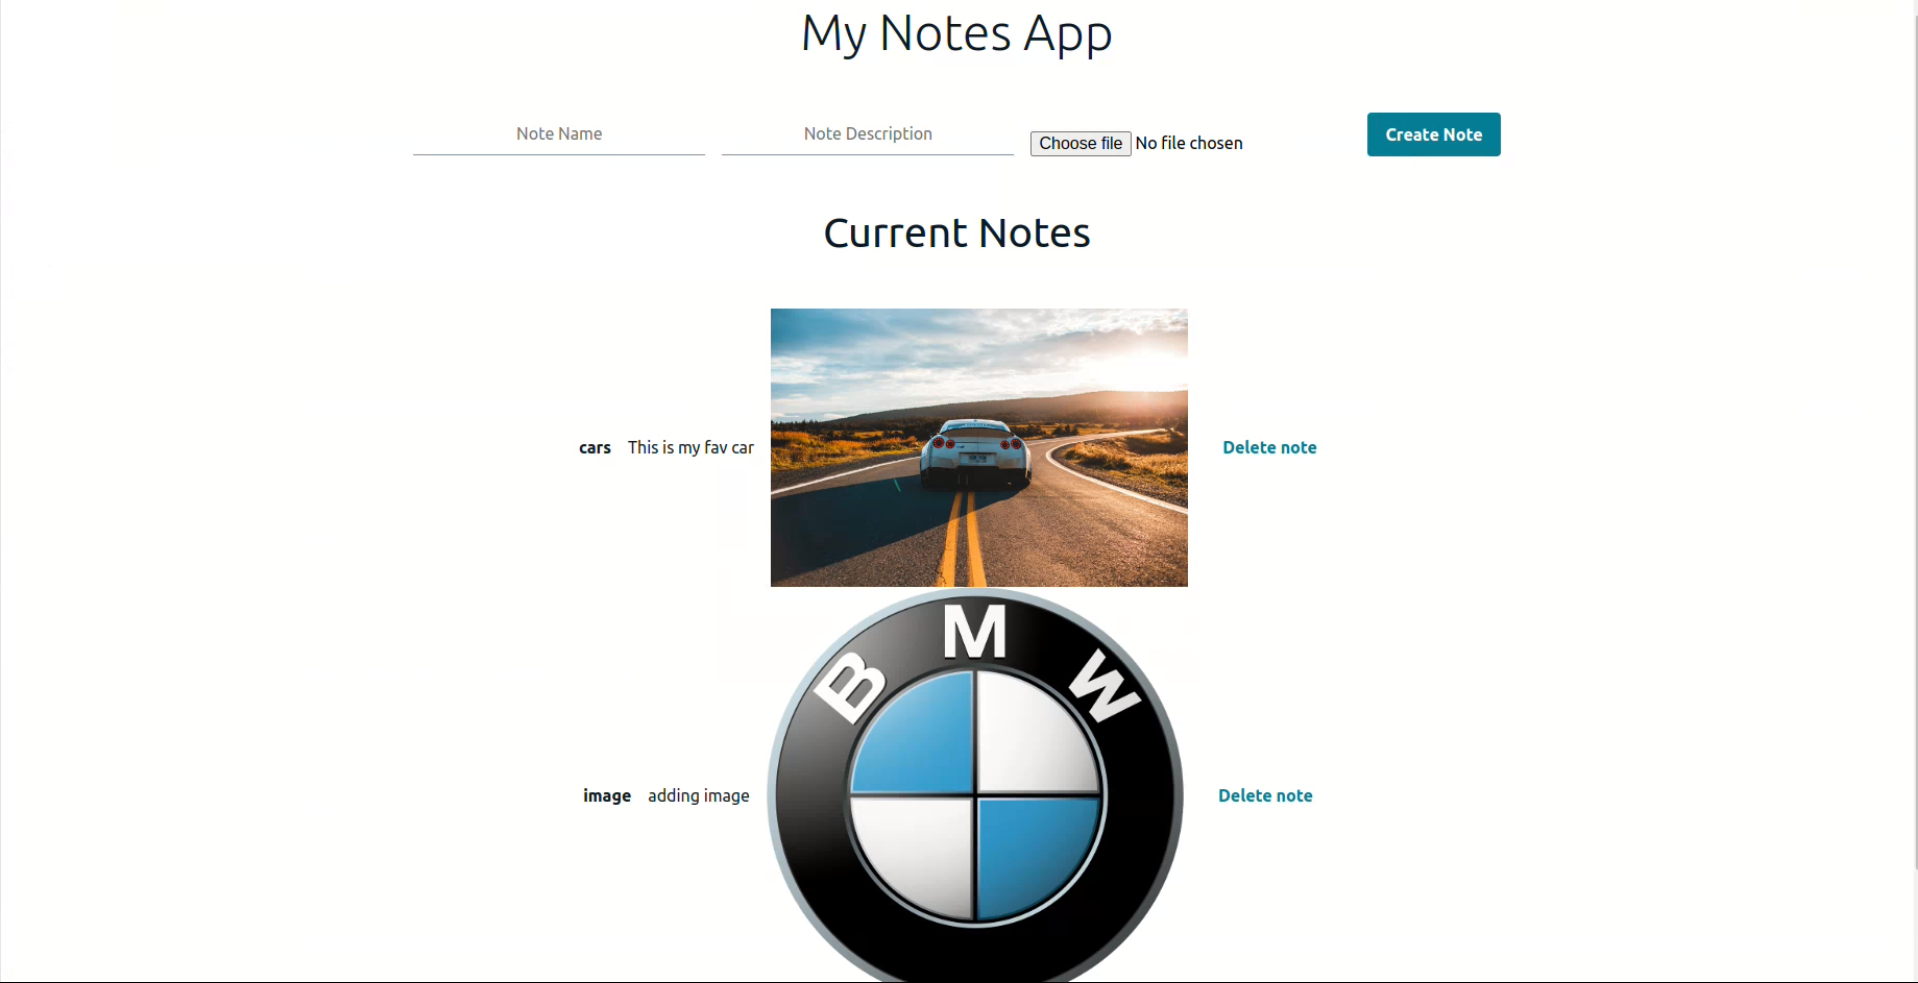 My Notes App
Note Name Note Description Choose file No file chosen Create Note
Current Notes
cars This is my fav car Delete note
B M W
image adding image Delete note